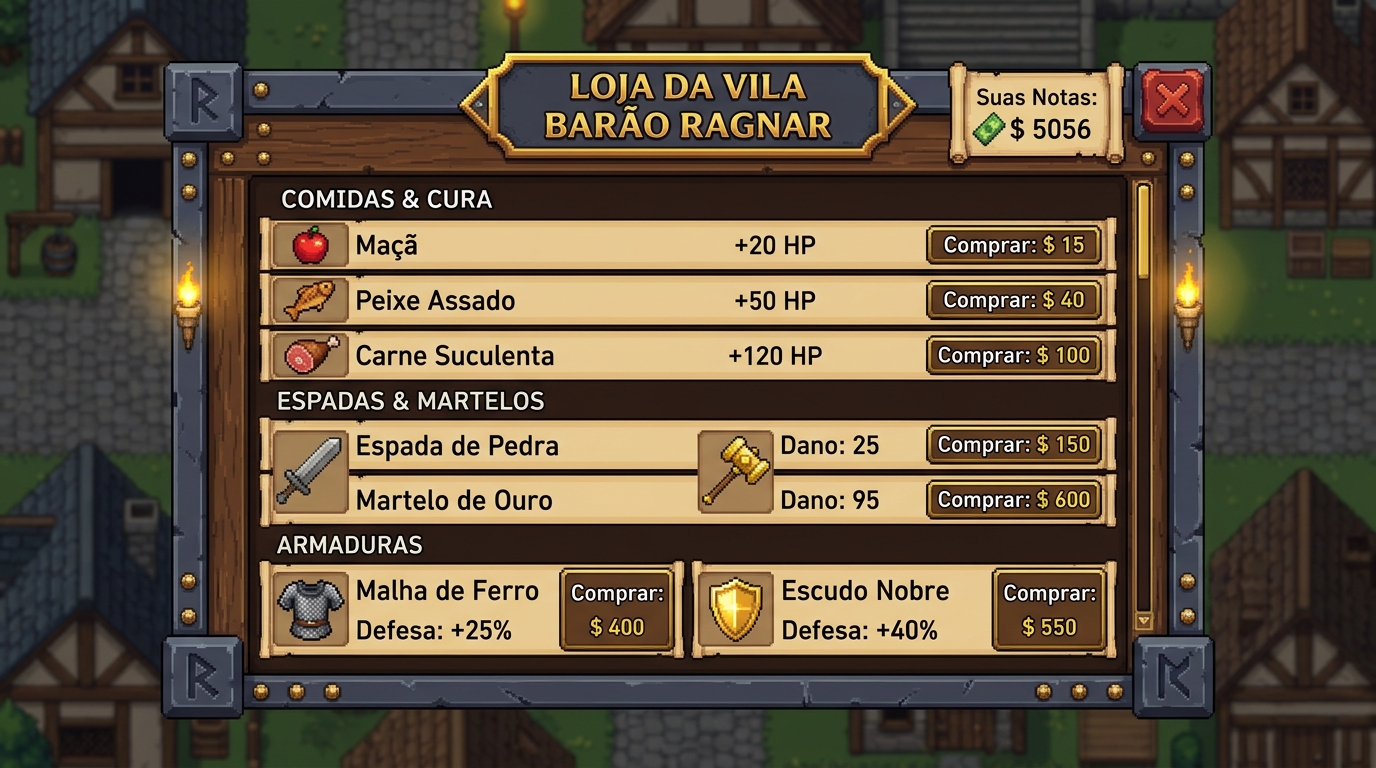 LOJA DA VILA
BARÃO RAGNAR
Suas Notas:
$ 5056
COMIDAS & CURA
Maçã +20 HP Comprar: $ 15
Peixe Assado +50 HP Comprar: $ 40
Carne Suculenta +120 HP Comprar: $ 100
ESPADAS & MARTELOS
Espada de Pedra Dano: 25 Comprar: $ 150
Martelo de Ouro Dano: 95 Comprar: $ 600
ARMADURAS
Malha de Ferro
Defesa: +25%
Comprar:
$ 400
Escudo Nobre
Defesa: +40%
Comprar:
$ 550